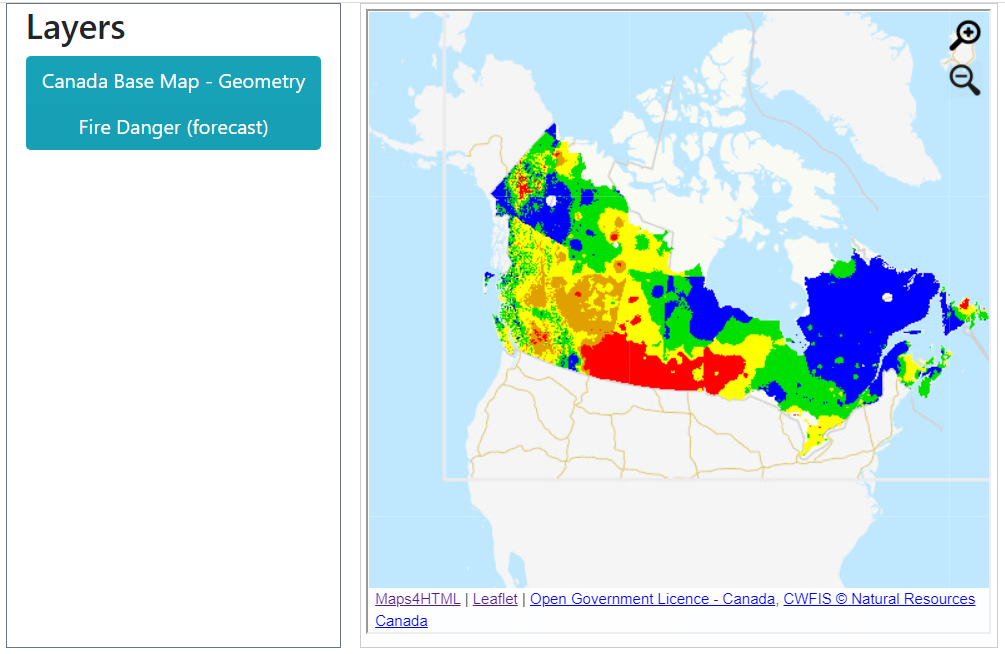 Layers
Canada Base Map - Geometry
Fire Danger (forecast)
Maps4HTML | Leaflet | Open Government Licence - Canada, CWFIS © Natural Resources
Canada